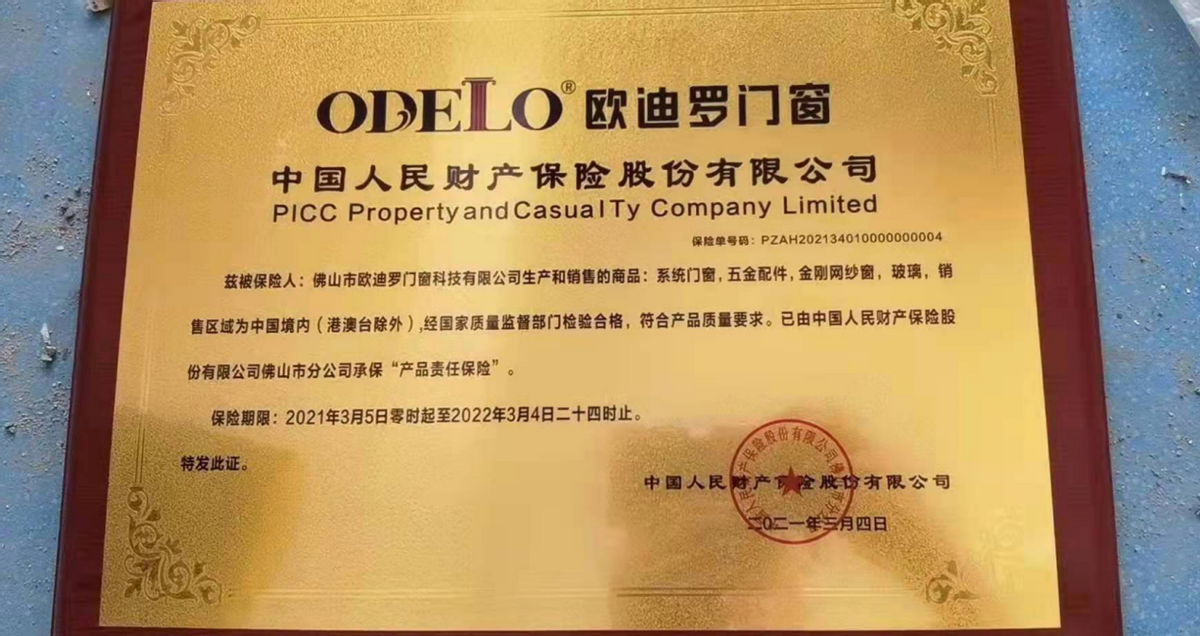 ODELO® 欧迪罗门窗
中国人民财产保险股份有限公司
PICC Property and CasualTy Company Limited
保险单号码：PZAH202134010000000004
兹被保险人：佛山市欧迪罗门窗科技有限公司生产和销售的商品：系统门窗，五金配件，金刚网纱窗，玻璃，销
售区域为中国境内（港澳台除外），经国家质量监督部门检验合格，符合产品质量要求。已由中国人民财产保险股
份有限公司佛山市分公司承保“产品责任保险”。
保险期限：2021年3月5日零时起至2022年3月4日二十四时止。
特发此证。
中国人民财产保险股份有限公司
二〇二一年三月四日